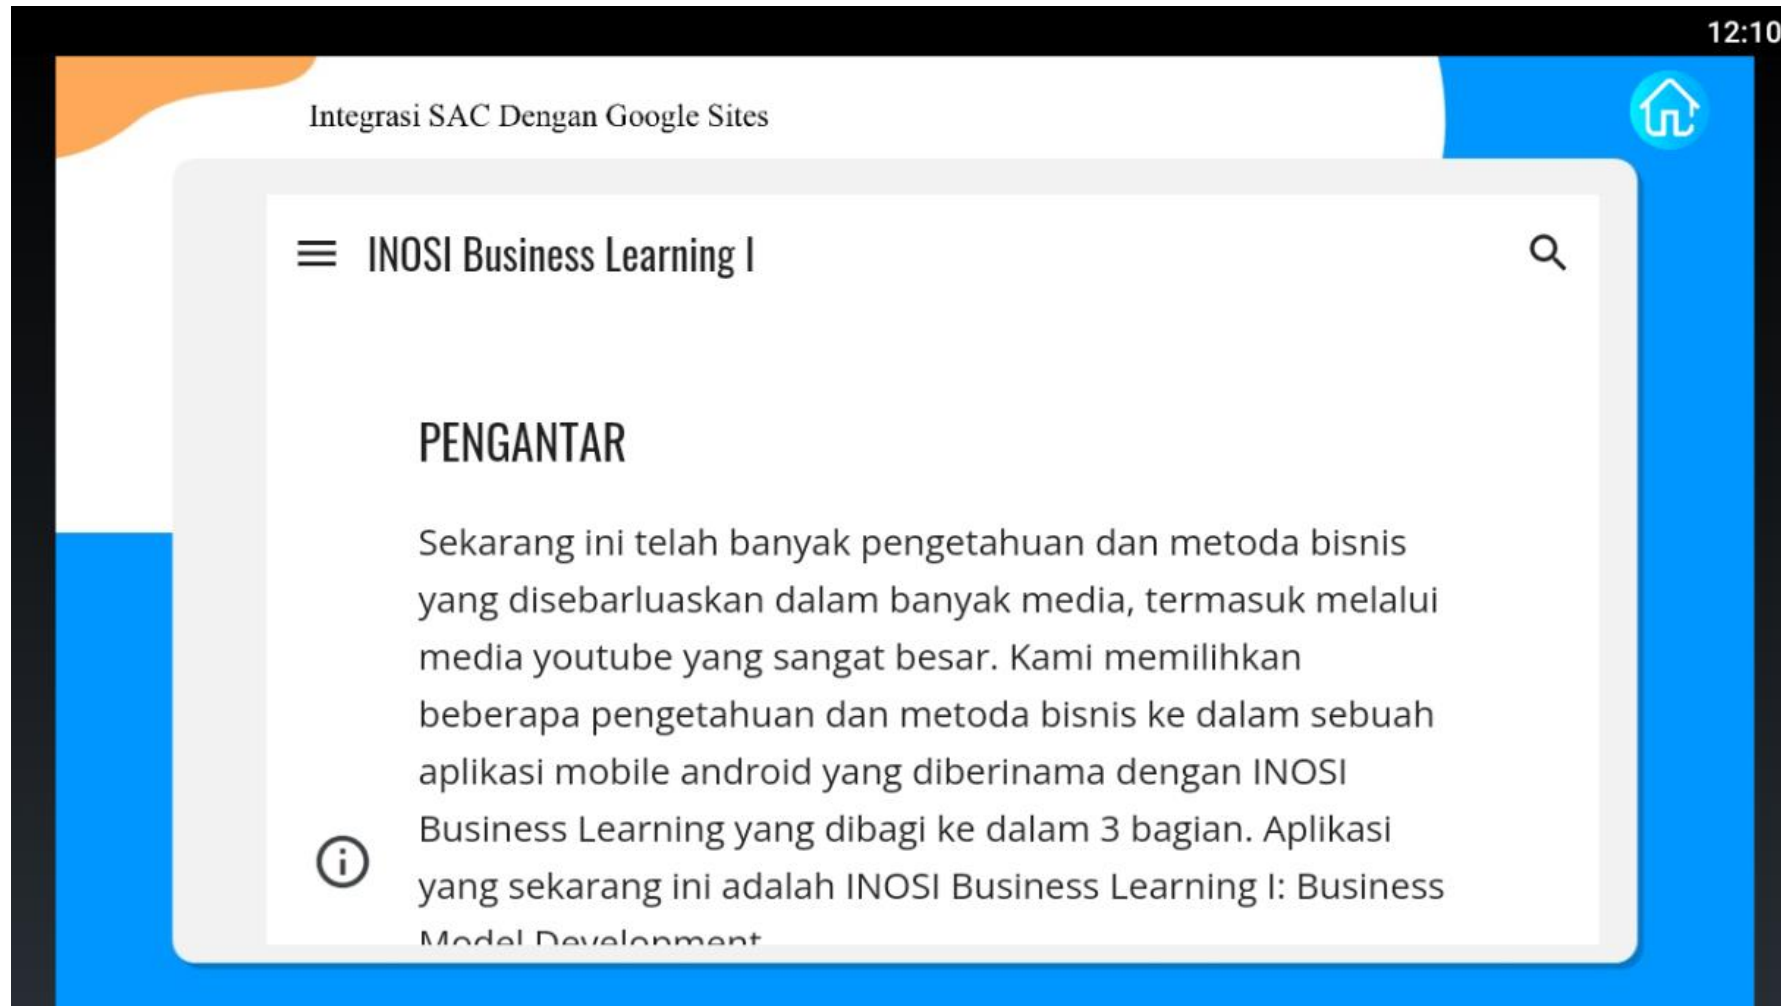 12:10
Integrasi SAC Dengan Google Sites
INOSI Business Learning I
PENGANTAR
Sekarang ini telah banyak pengetahuan dan metoda bisnis
yang disebarluaskan dalam banyak media, termasuk melalui
media youtube yang sangat besar. Kami memilihkan
beberapa pengetahuan dan metoda bisnis ke dalam sebuah
aplikasi mobile android yang diberinama dengan INOSI
Business Learning yang dibagi ke dalam 3 bagian. Aplikasi
yang sekarang ini adalah INOSI Business Learning I: Business
Model Development